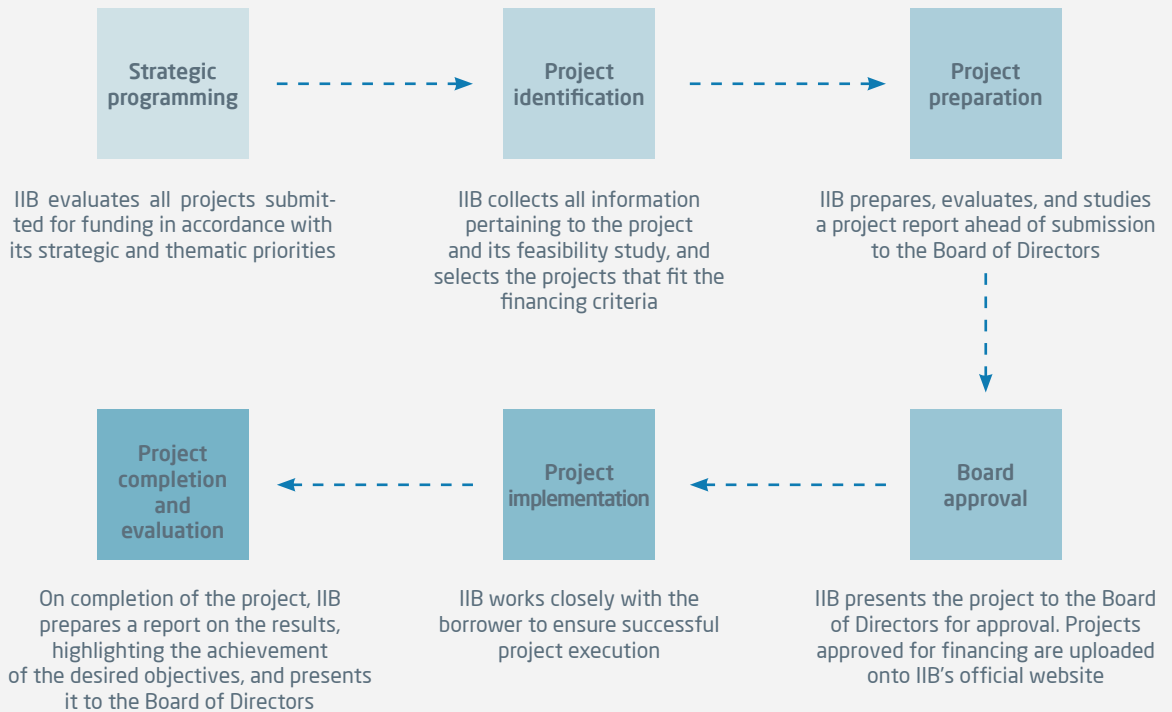 Strategic
programming
Project
identification
Project
preparation
IIB evaluates all projects submit-
ted for funding in accordance with
its strategic and thematic priorities
IIB collects all information
pertaining to the project
and its feasibility study, and
selects the projects that fit the
financing criteria
IIB prepares, evaluates, and studies
a project report ahead of submission
to the Board of Directors
Project
completion
and
evaluation
Project
implementation
Board
approval
On completion of the project, IIB
prepares a report on the results,
highlighting the achievement
of the desired objectives, and presents
it to the Board of Directors
IIB works closely with the
borrower to ensure successful
project execution
IIB presents the project to the Board
of Directors for approval. Projects
approved for financing are uploaded
onto IIB's official website